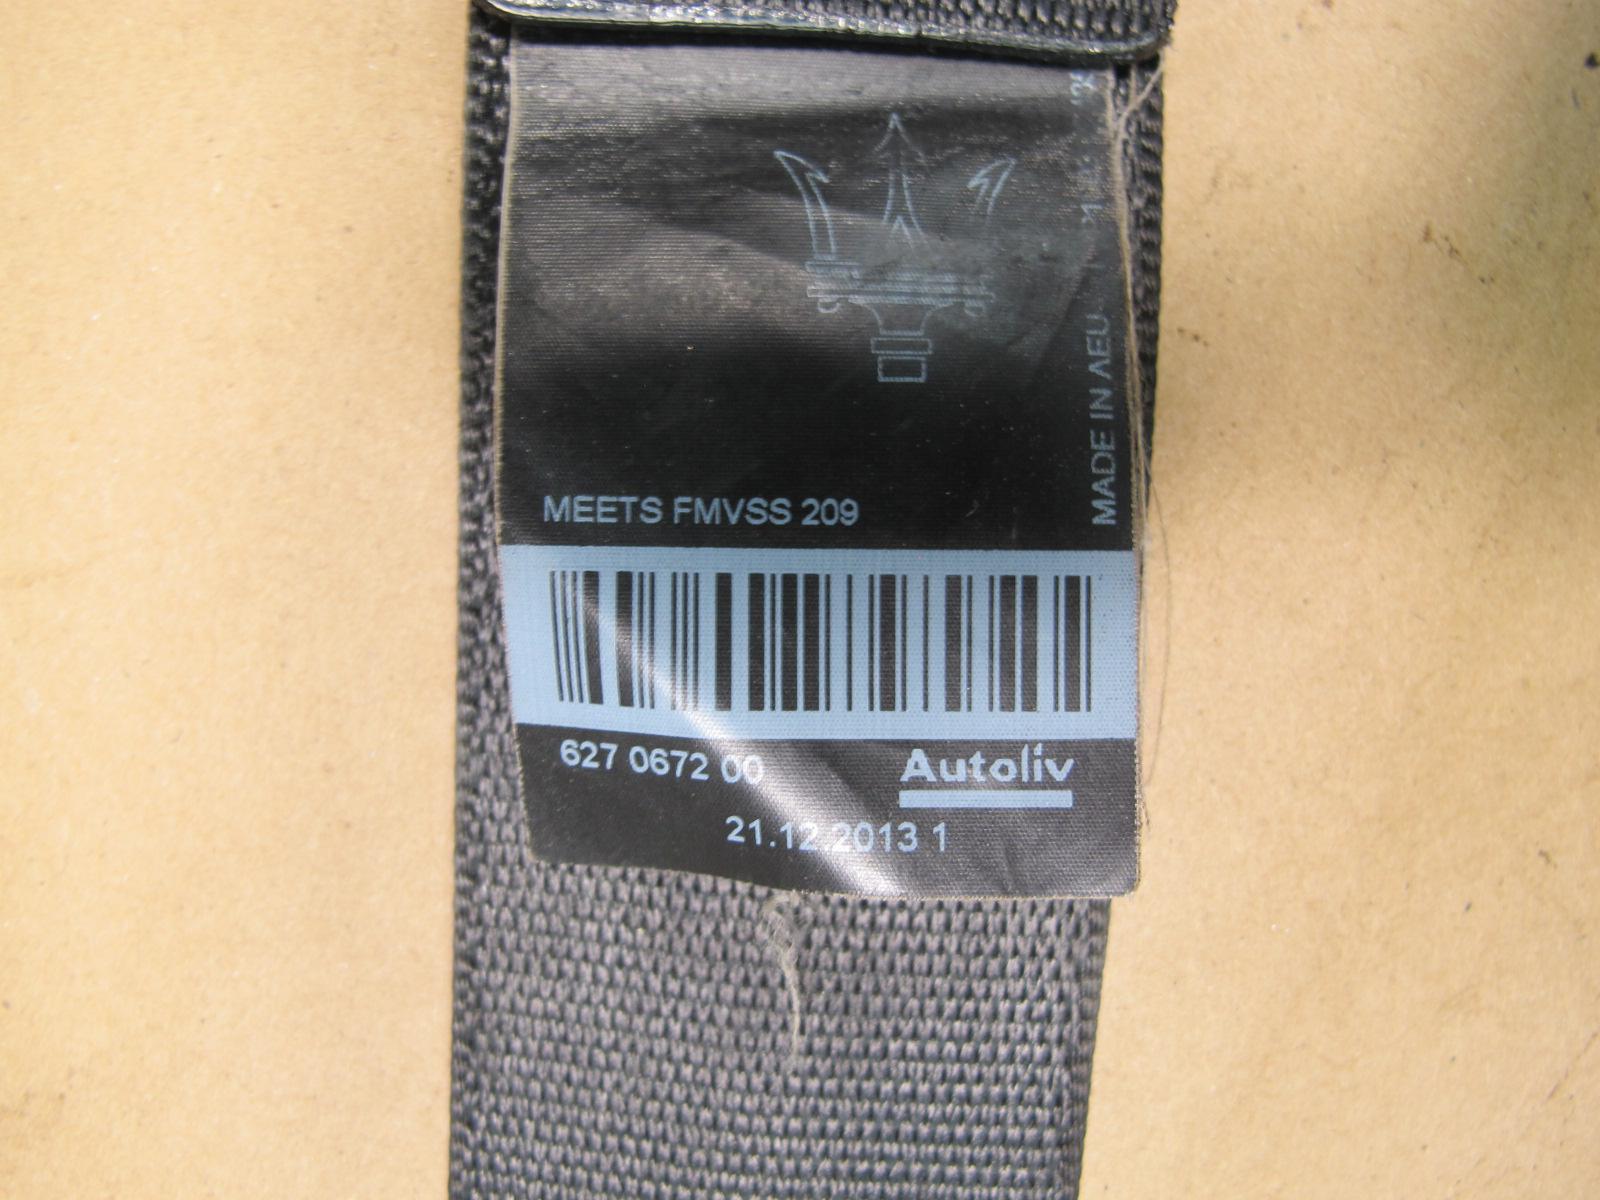 MEETS FMVSS 209
MADE IN AEU
627 0672 00
Autoliv
21.12.2013 1